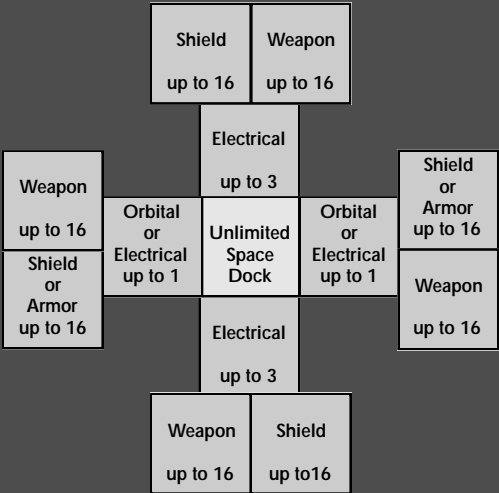 Shield
up to 16
Weapon
up to 16
Electrical
up to 3
Weapon
up to 16
Shield
or
Armor
up to 16
Orbital
or
Electrical
up to 1
Unlimited
Space
Dock
Orbital
or
Electrical
up to 1
Shield
or
Armor
up to 16
Weapon
up to 16
Electrical
up to 3
Weapon
up to 16
Shield
up to16